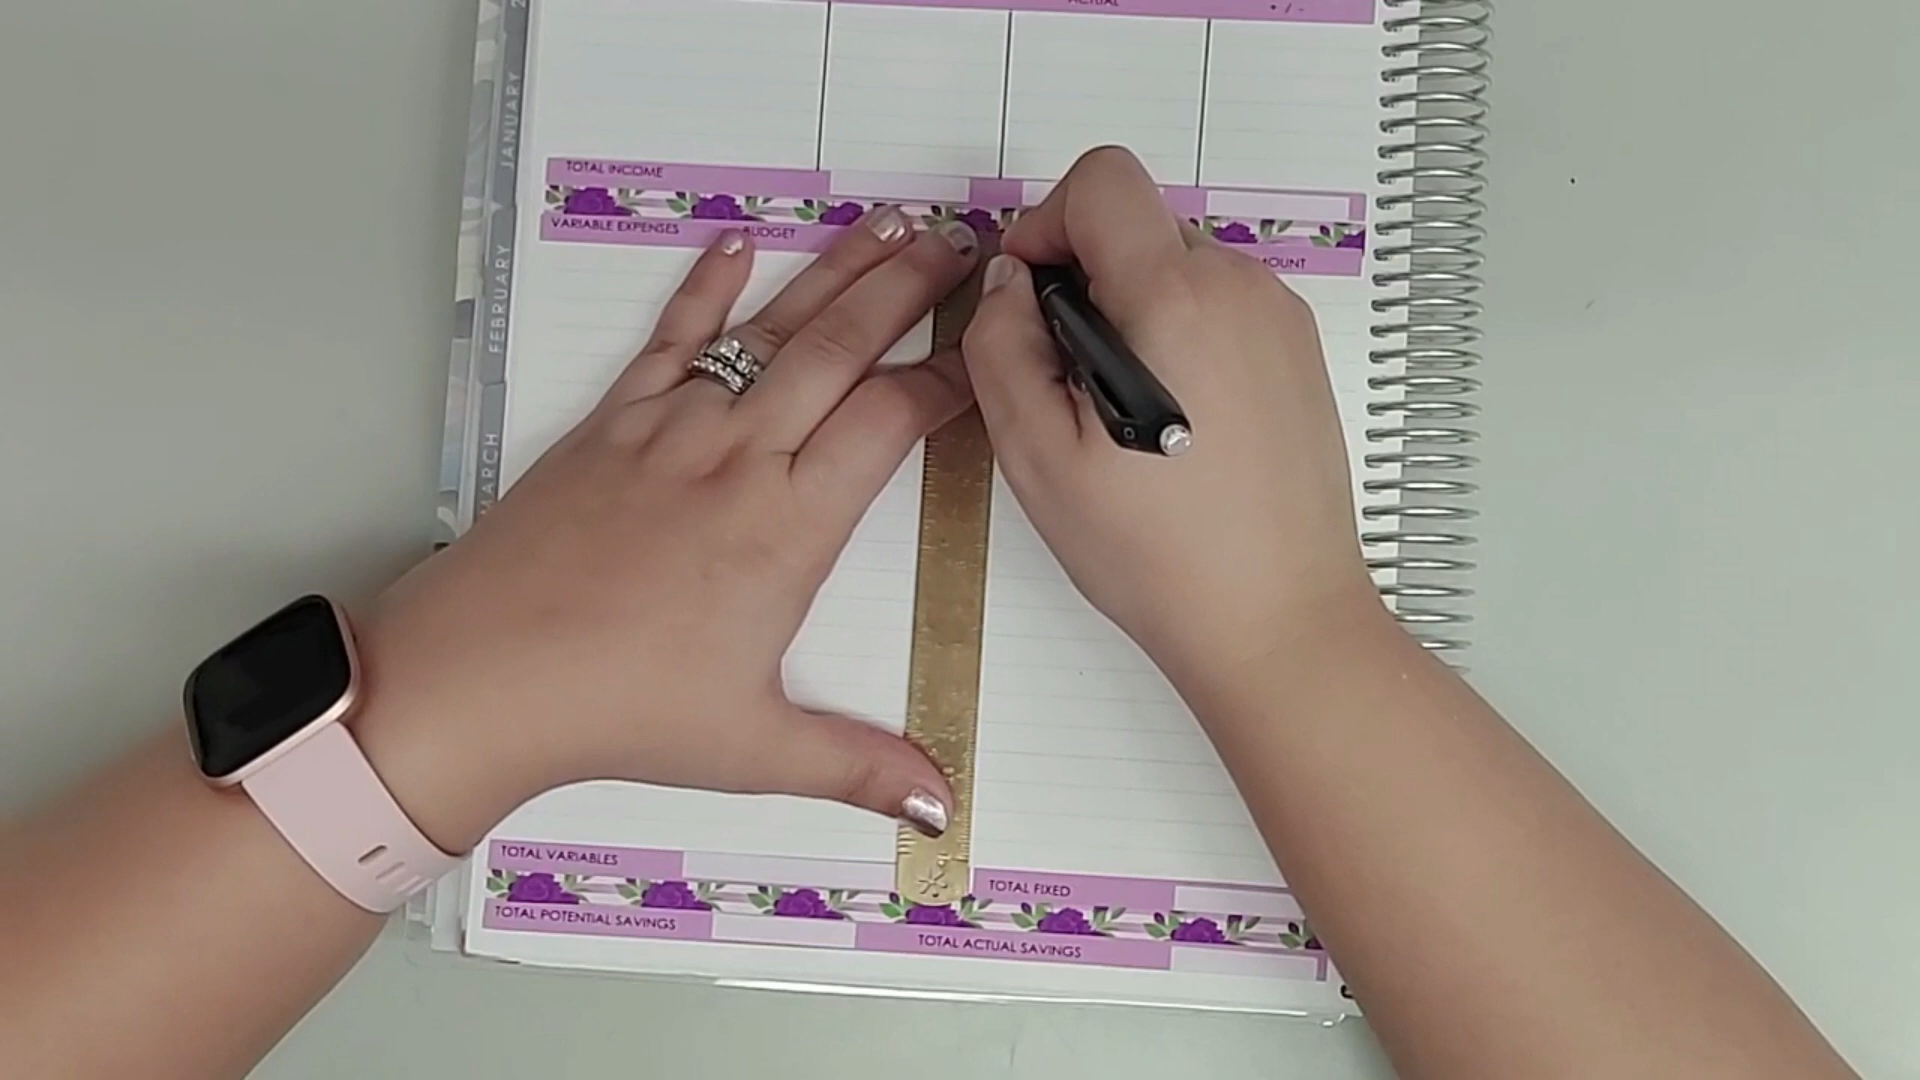 ACTUAL + / -
JANUARY
TOTAL INCOME
VARIABLE EXPENSES BUDGET
FEBRUARY
MARCH
TOTAL VARIABLES
TOTAL FIXED
TOTAL POTENTIAL SAVINGS
TOTAL ACTUAL SAVINGS